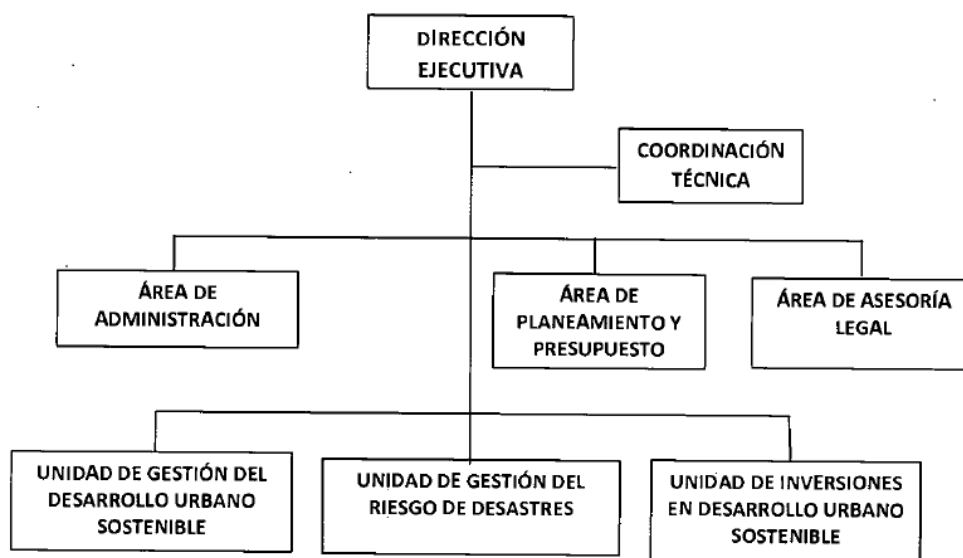 DIRECCIÓN
EJECUTIVA
COORDINACIÓN
TÉCNICA
ÁREA DE
ADMINISTRACIÓN
ÁREA DE
PLANEAMIENTO Y
PRESUPUESTO
ÁREA DE ASESORÍA
LEGAL
UNIDAD DE GESTIÓN DEL
DESARROLLO URBANO
SOSTENIBLE
UNIDAD DE GESTIÓN DEL
RIESGO DE DESASTRES
UNIDAD DE INVERSIONES
EN DESARROLLO URBANO
SOSTENIBLE